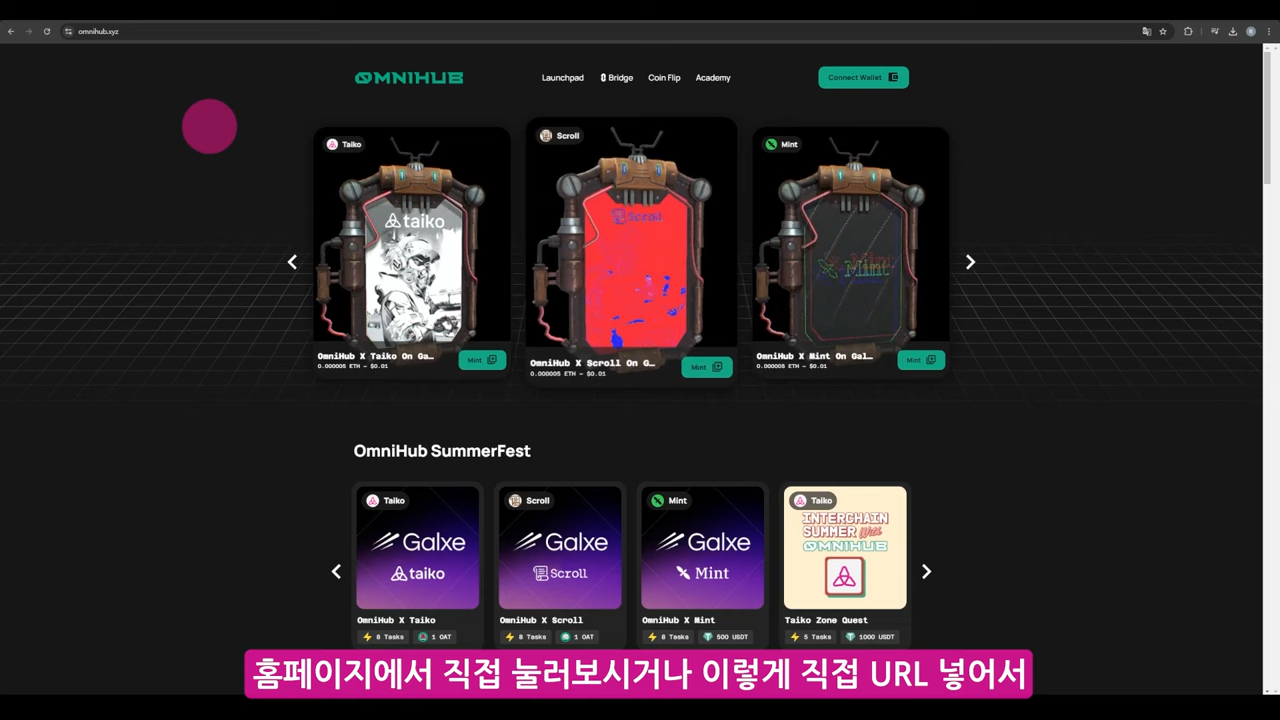 omnihub.xyz
OMNIHUB
Launchpad
Bridge
Coin Flip
Academy
Connect Wallet
Taiko
Scroll
Mint
taiko
Scroll
Mint
OmniHub X Taiko On Ga…
0.000005 ETH ~ $0.01
Mint
OmniHub X Scroll On G…
0.000005 ETH ~ $0.01
Mint
OmniHub X Mint On Gal…
0.000005 ETH ~ $0.01
Mint
OmniHub SummerFest
Taiko
Galxe
taiko
OmniHub X Taiko
8 Tasks
1 OAT
Scroll
Galxe
Scroll
OmniHub X Scroll
8 Tasks
1 OAT
Mint
Galxe
Mint
OmniHub X Mint
8 Tasks
500 USDT
Taiko
INTERCHAIN
SUMMER With
OMNIHUB
Taiko Zone Quest
5 Tasks
1000 USDT
홈페이지에서 직접 눌러보시거나 이렇게 직접 URL 넣어서